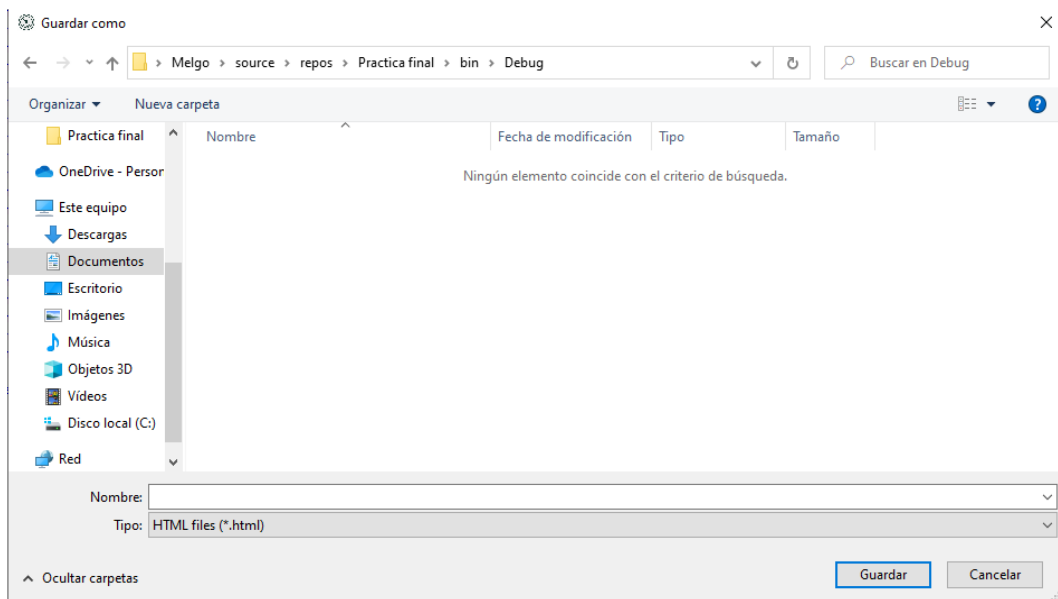 Guardar como
Melgo > source > repos > Practica final > bin > Debug
Buscar en Debug
Organizar
Nueva carpeta
Practica final
OneDrive - Person
Este equipo
Descargas
Documentos
Escritorio
Imágenes
Música
Objetos 3D
Vídeos
Disco local (C:)
Red
Nombre
Fecha de modificación
Tipo
Tamaño
Ningún elemento coincide con el criterio de búsqueda.
Nombre:
Tipo: HTML files (*.html)
Ocultar carpetas
Guardar
Cancelar